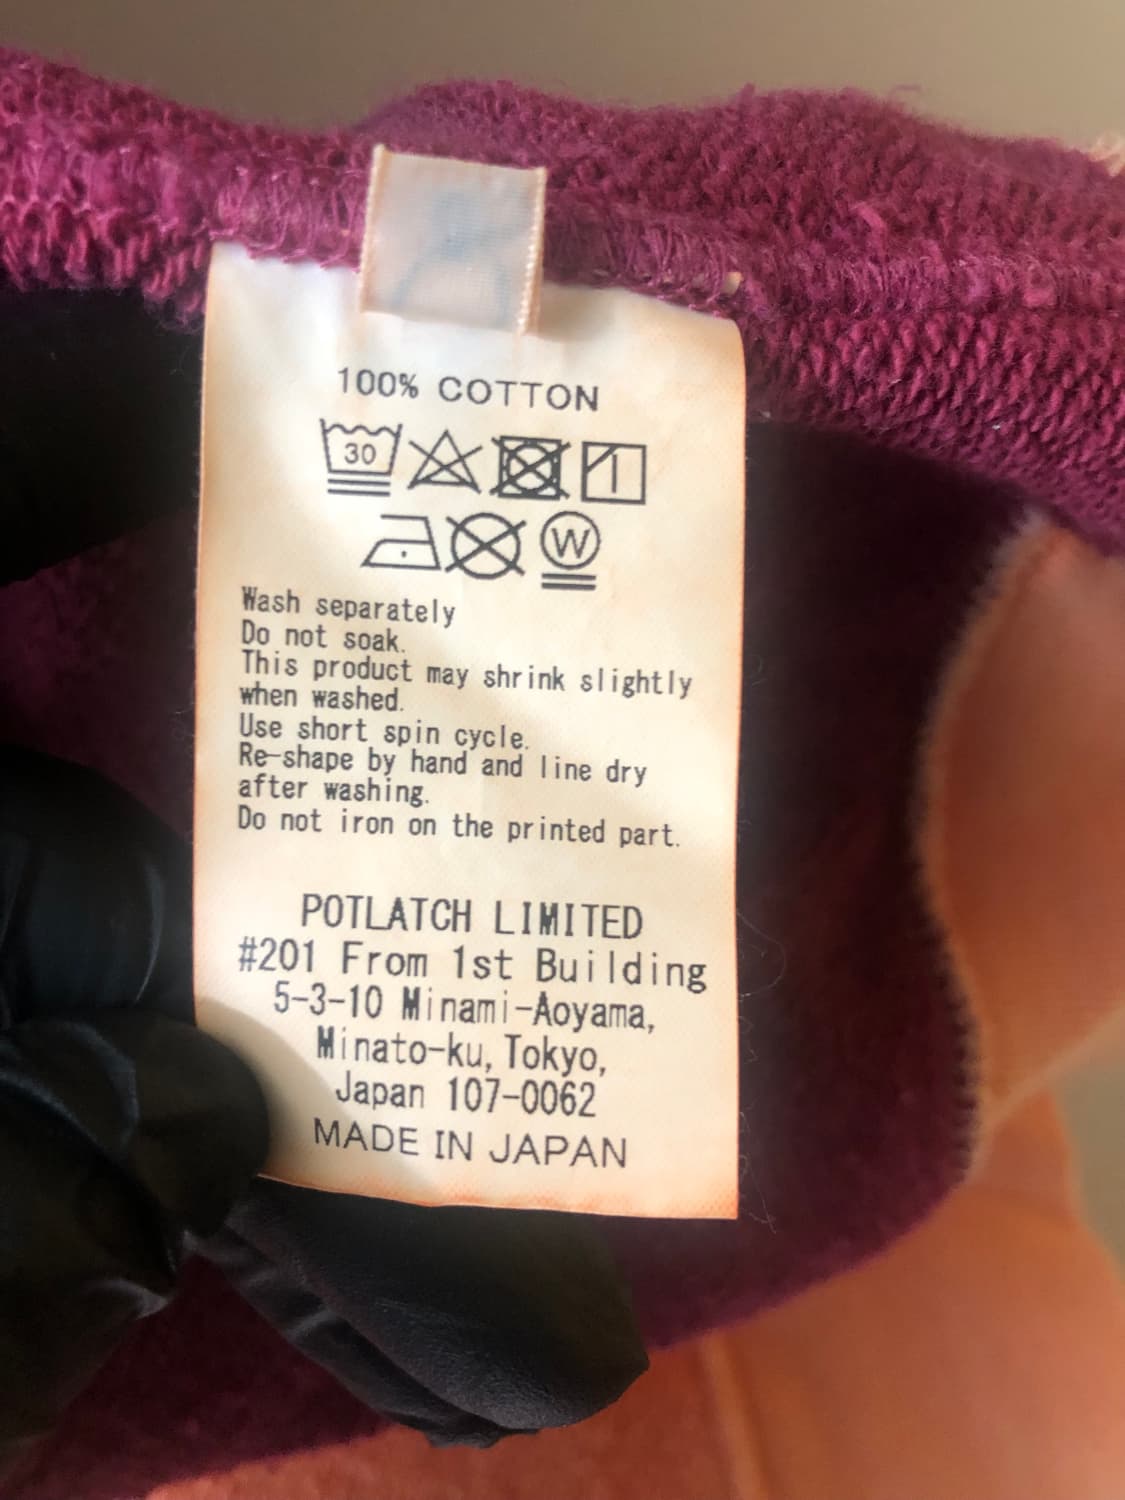 100% COTTON
30
W
Wash separately
Do not soak.
This product may shrink slightly
when washed.
Use short spin cycle.
Re-shape by hand and line dry
after washing.
Do not iron on the printed part.
POTLATCH LIMITED
#201 From 1st Building
5-3-10 Minami-Aoyama,
Minato-ku, Tokyo,
Japan 107-0062
MADE IN JAPAN